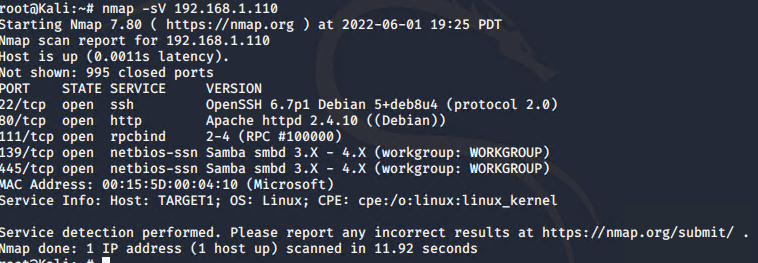 root@Kali:~# nmap -sV 192.168.1.110
Starting Nmap 7.80 ( https://nmap.org ) at 2022-06-01 19:25 PDT
Nmap scan report for 192.168.1.110
Host is up (0.0011s latency).
Not shown: 995 closed ports
PORT    STATE SERVICE     VERSION
22/tcp  open  ssh         OpenSSH 6.7p1 Debian 5+deb8u4 (protocol 2.0)
80/tcp  open  http        Apache httpd 2.4.10 ((Debian))
111/tcp open  rpcbind     2-4 (RPC #100000)
139/tcp open  netbios-ssn Samba smbd 3.X - 4.X (workgroup: WORKGROUP)
445/tcp open  netbios-ssn Samba smbd 3.X - 4.X (workgroup: WORKGROUP)
MAC Address: 00:15:5D:00:04:10 (Microsoft)
Service Info: Host: TARGET1; OS: Linux; CPE: cpe:/o:linux:linux_kernel
Service detection performed. Please report any incorrect results at https://nmap.org/submit/ .
Nmap done: 1 IP address (1 host up) scanned in 11.92 seconds
root@Kali:~#